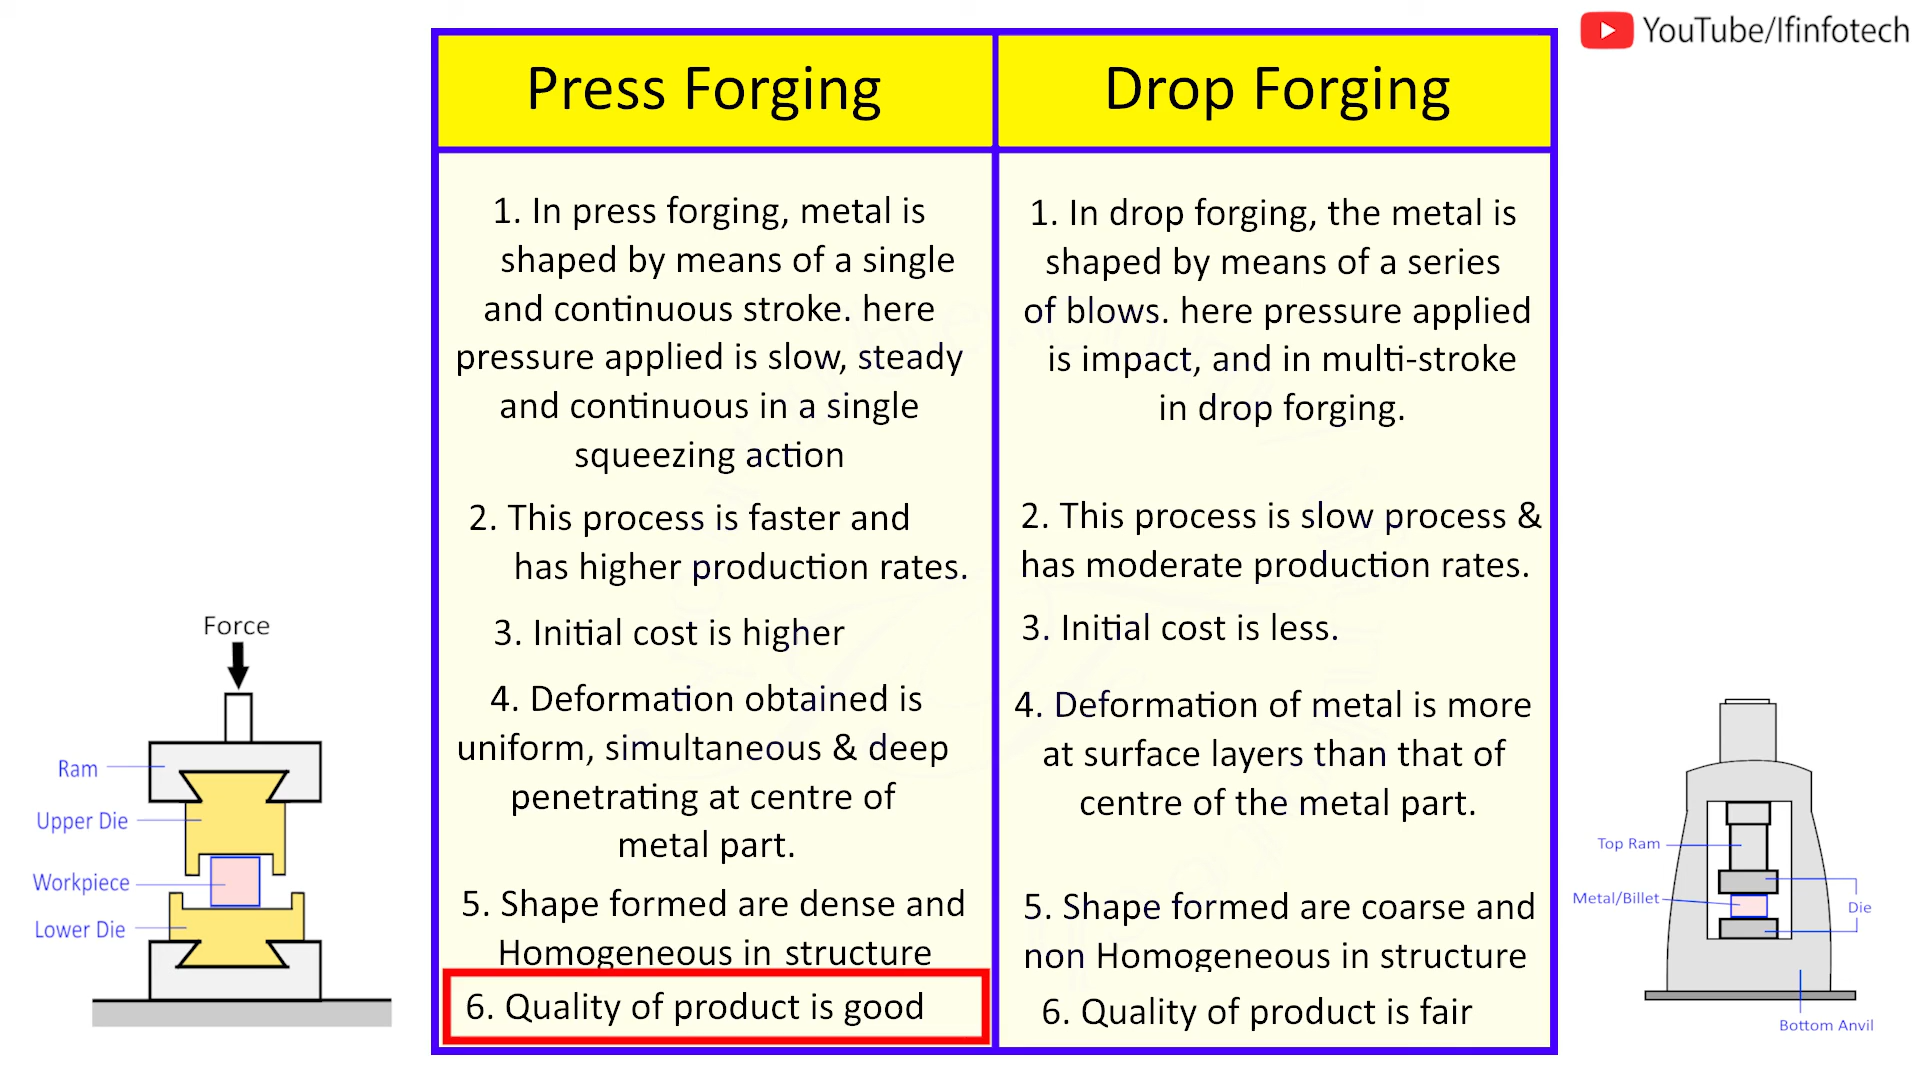 YouTube/Ifinfotech
Press Forging
Drop Forging
1. In press forging, metal is
shaped by means of a single
and continuous stroke. here
pressure applied is slow, steady
and continuous in a single
squeezing action
2. This process is faster and
has higher production rates.
3. Initial cost is higher
4. Deformation obtained is
uniform, simultaneous & deep
penetrating at centre of
metal part.
5. Shape formed are dense and
Homogeneous in structure
6. Quality of product is good
1. In drop forging, the metal is
shaped by means of a series
of blows. here pressure applied
is impact, and in multi-stroke
in drop forging.
2. This process is slow process &
has moderate production rates.
3. Initial cost is less.
4. Deformation of metal is more
at surface layers than that of
centre of the metal part.
5. Shape formed are coarse and
non Homogeneous in structure
6. Quality of product is fair
Force
Ram
Upper Die
Workpiece
Lower Die
Top Ram
Metal/Billet
Die
Bottom Anvil